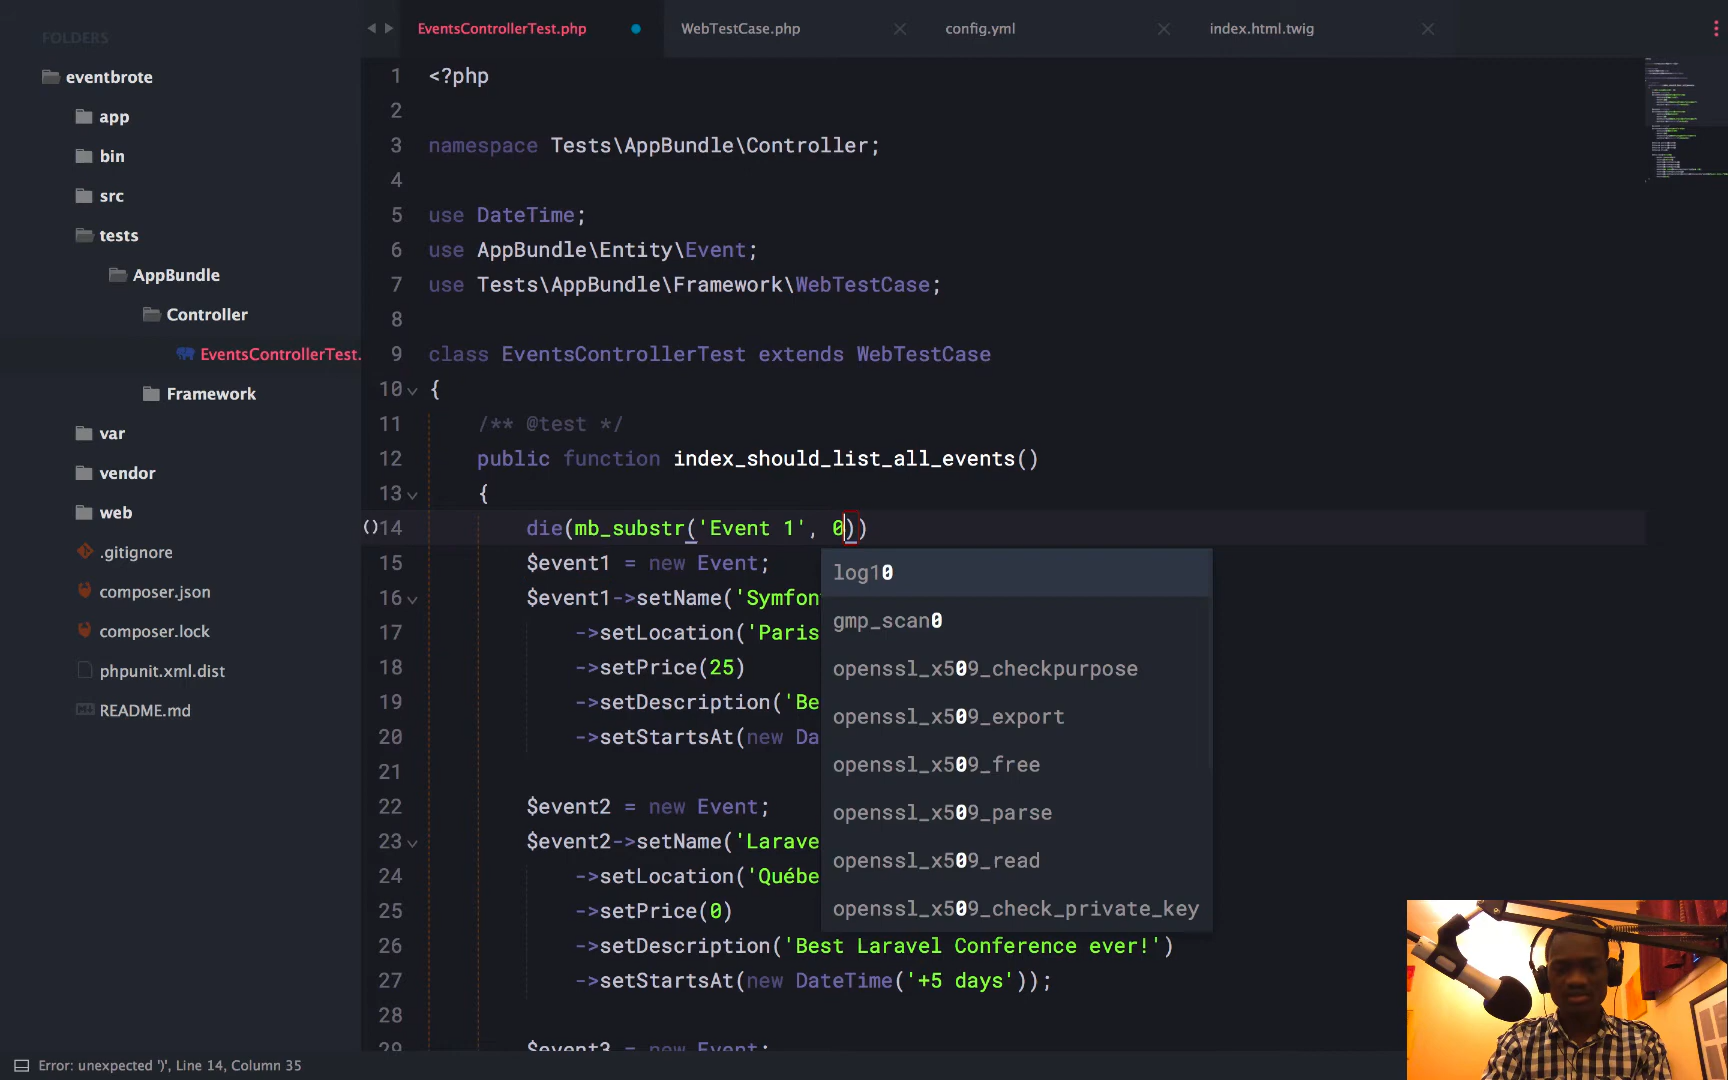 FOLDERS
eventbrote
app
bin
src
tests
AppBundle
Controller
EventsControllerTest.
Framework
var
vendor
web
.gitignore
composer.json
composer.lock
phpunit.xml.dist
README.md
EventsControllerTest.php
WebTestCase.php
config.yml
index.html.twig
1 <?php
2
3 namespace Tests\AppBundle\Controller;
4
5 use DateTime;
6 use AppBundle\Entity\Event;
7 use Tests\AppBundle\Framework\WebTestCase;
8
9 class EventsControllerTest extends WebTestCase
10 {
11 /** @test */
12 public function index_should_list_all_events()
13 {
()14 die(mb_substr('Event 1', 0))
15 $event1 = new Event;
16 $event1->setName('Symfon
17 ->setLocation('Paris
18 ->setPrice(25)
19 ->setDescription('Be
20 ->setStartsAt(new Da
21
22 $event2 = new Event;
23 $event2->setName('Larave
24 ->setLocation('Québe
25 ->setPrice(0)
26 ->setDescription('Best Laravel Conference ever!')
27 ->setStartsAt(new DateTime('+5 days'));
28
29 $event3 = new Event;
log10
gmp_scan0
openssl_x509_checkpurpose
openssl_x509_export
openssl_x509_free
openssl_x509_parse
openssl_x509_read
openssl_x509_check_private_key
Error: unexpected ')', Line 14, Column 35